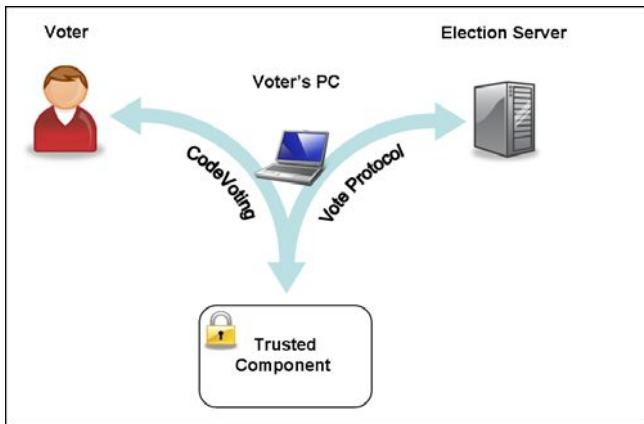 Voter
Election Server
Voter's PC
CodeVoting
Vote Protocol
Trusted
Component